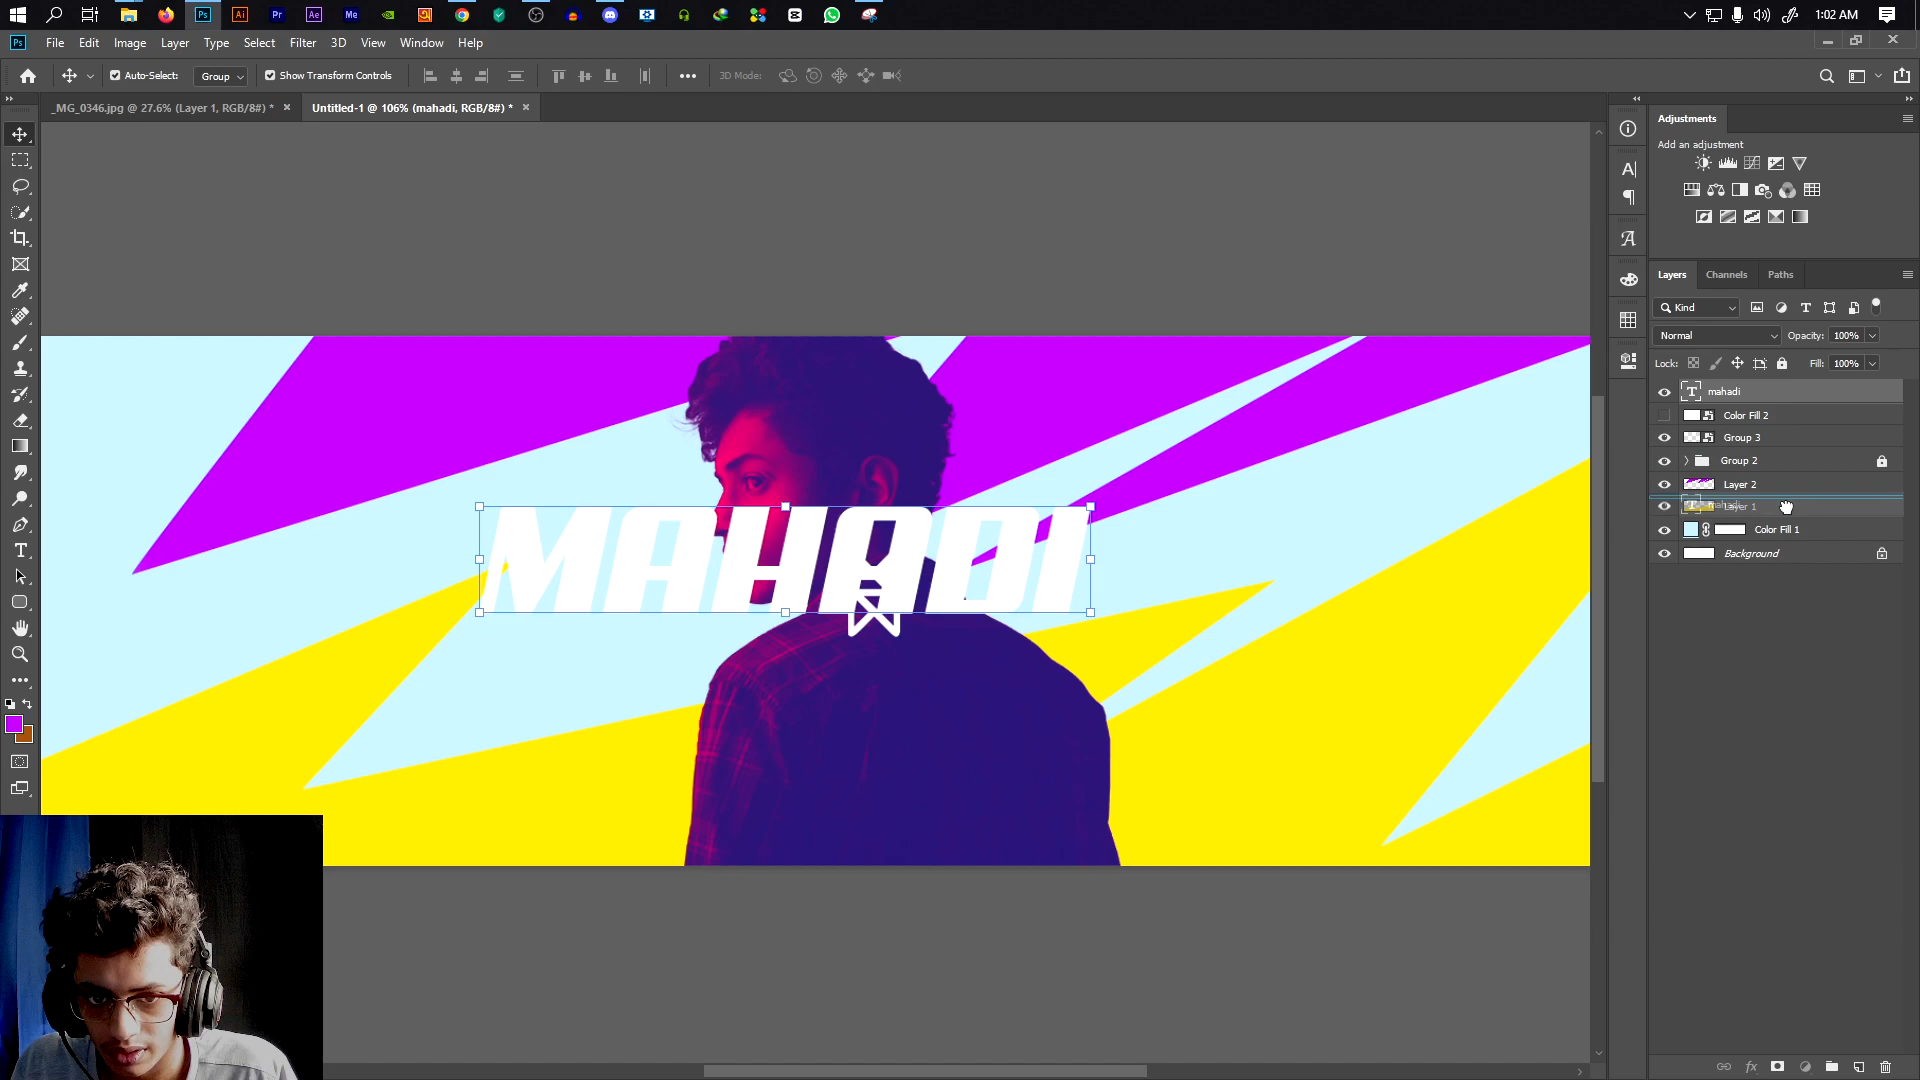 1:02 AM
File Edit Image Layer Type Select Filter 3D View Window Help
Auto-Select: Group Show Transform Controls 3D Mode:
_MG_0346.jpg @ 27.6% (Layer 1, RGB/8#) * Untitled-1 @ 106% (mahadi, RGB/8#) *
Adjustments
Add an adjustment
Layers Channels Paths
Kind
Normal Opacity: 100%
Lock: Fill: 100%
mahadi
Color Fill 2
Group 3
Group 2
Layer 2
Layer 1
Color Fill 1
Background
MAHADI